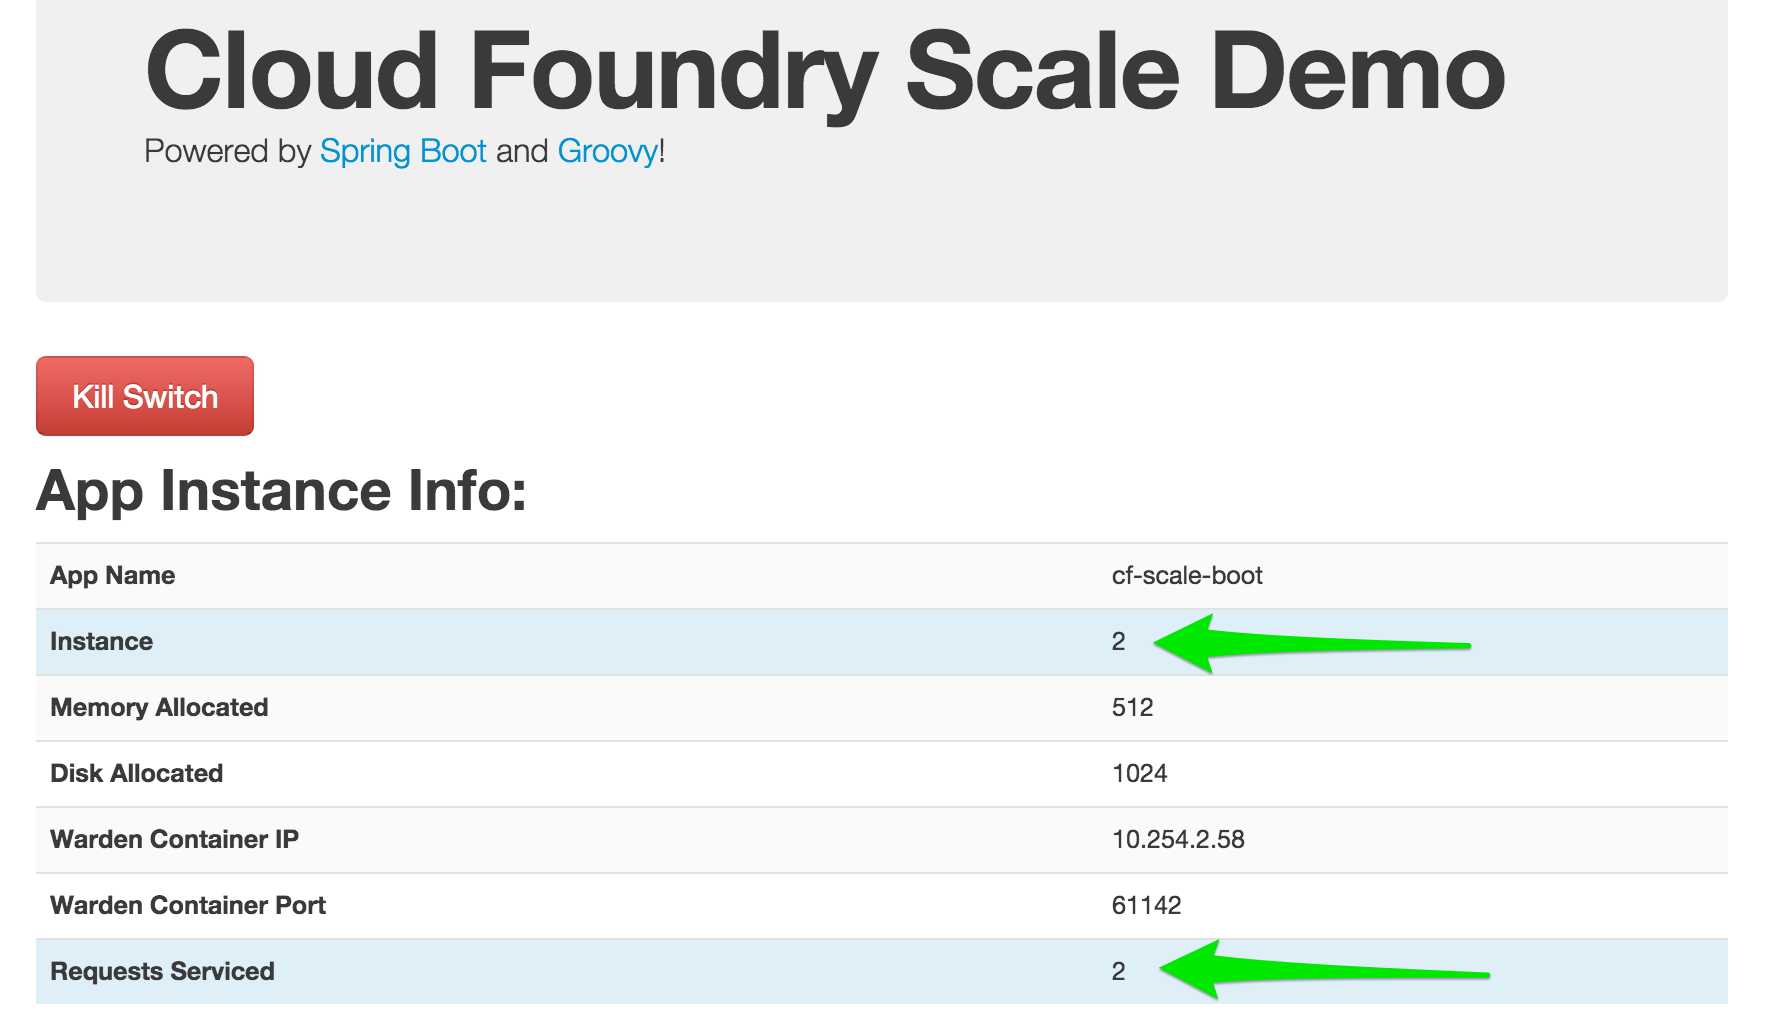 Cloud Foundry Scale Demo
Powered by Spring Boot and Groovy!
Kill Switch
App Instance Info:
App Name cf-scale-boot
Instance 2
Memory Allocated 512
Disk Allocated 1024
Warden Container IP 10.254.2.58
Warden Container Port 61142
Requests Serviced 2